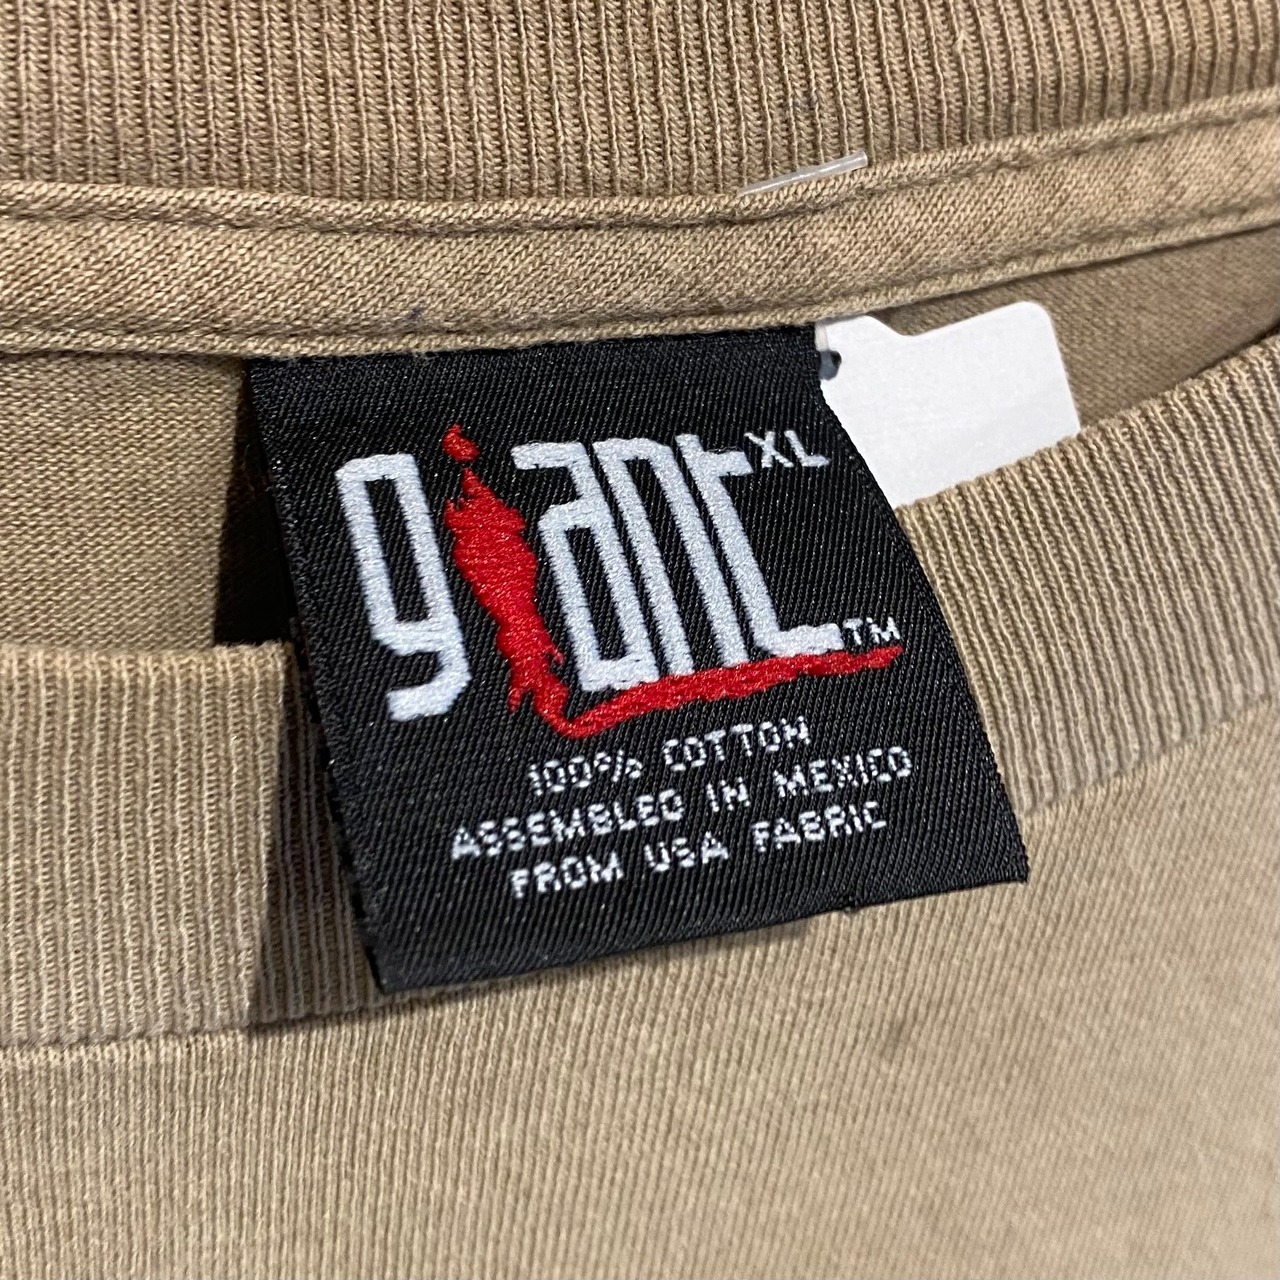 giant XL
TM
100% COTTON
ASSEMBLED IN MEXICO
FROM USA FABRIC